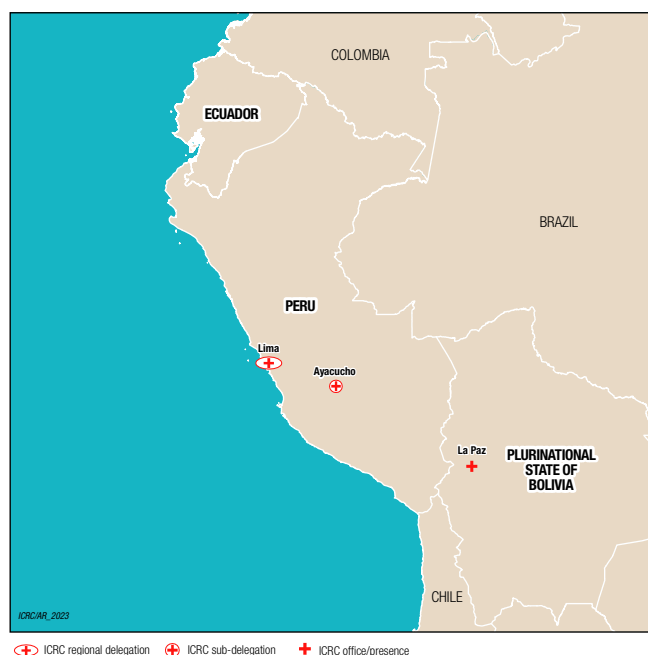 COLOMBIA
ECUADOR
BRAZIL
PERU
Lima
Ayacucho
La Paz
PLURINATIONAL
STATE OF
BOLIVIA
CHILE
ICRC/AR_2023
ICRC regional delegation ICRC sub-delegation ICRC office/presence